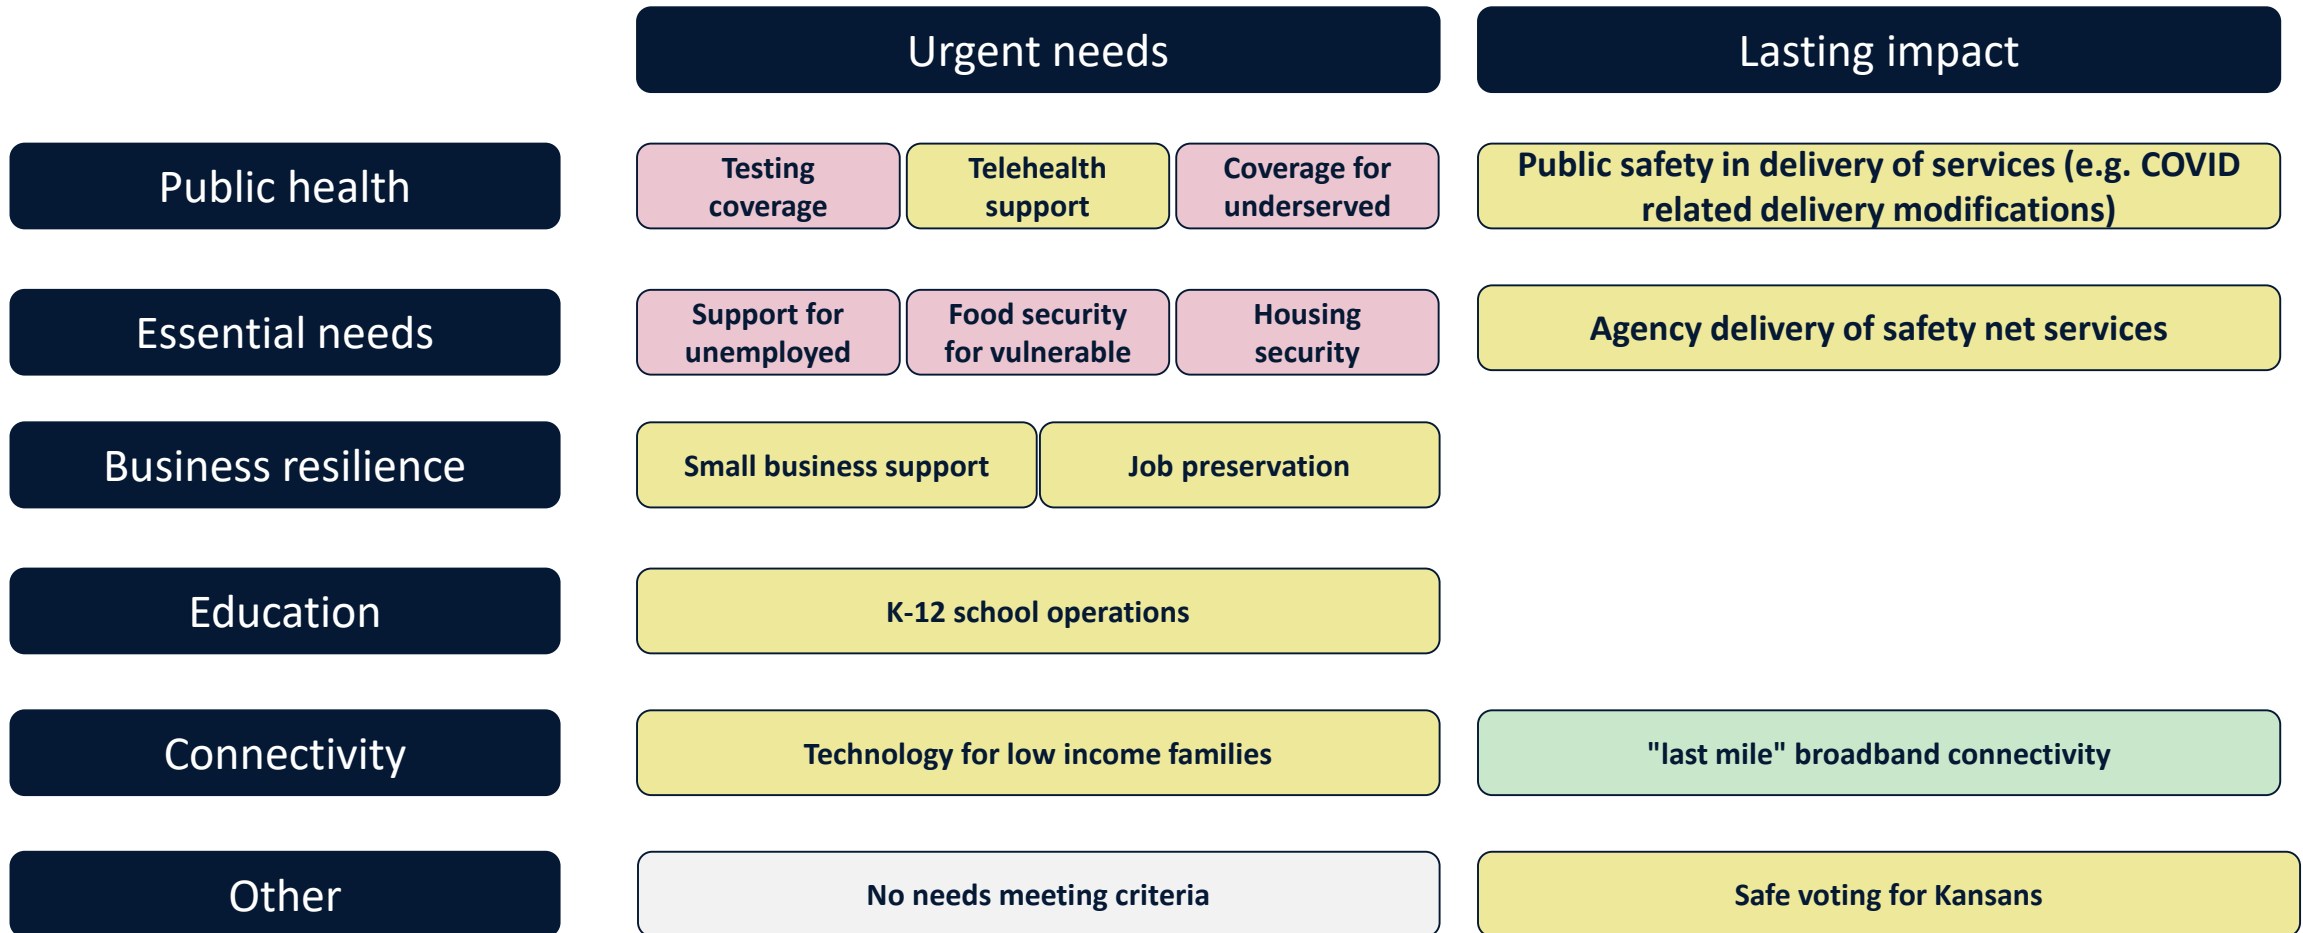 Urgent needs
Lasting impact
Public health
Testing
coverage
Telehealth
support
Coverage for
underserved
Public safety in delivery of services (e.g. COVID
related delivery modifications)
Essential needs
Support for
unemployed
Food security
for vulnerable
Housing
security
Agency delivery of safety net services
Business resilience
Small business support
Job preservation
Education
K-12 school operations
Connectivity
Technology for low income families
"last mile" broadband connectivity
Other
No needs meeting criteria
Safe voting for Kansans